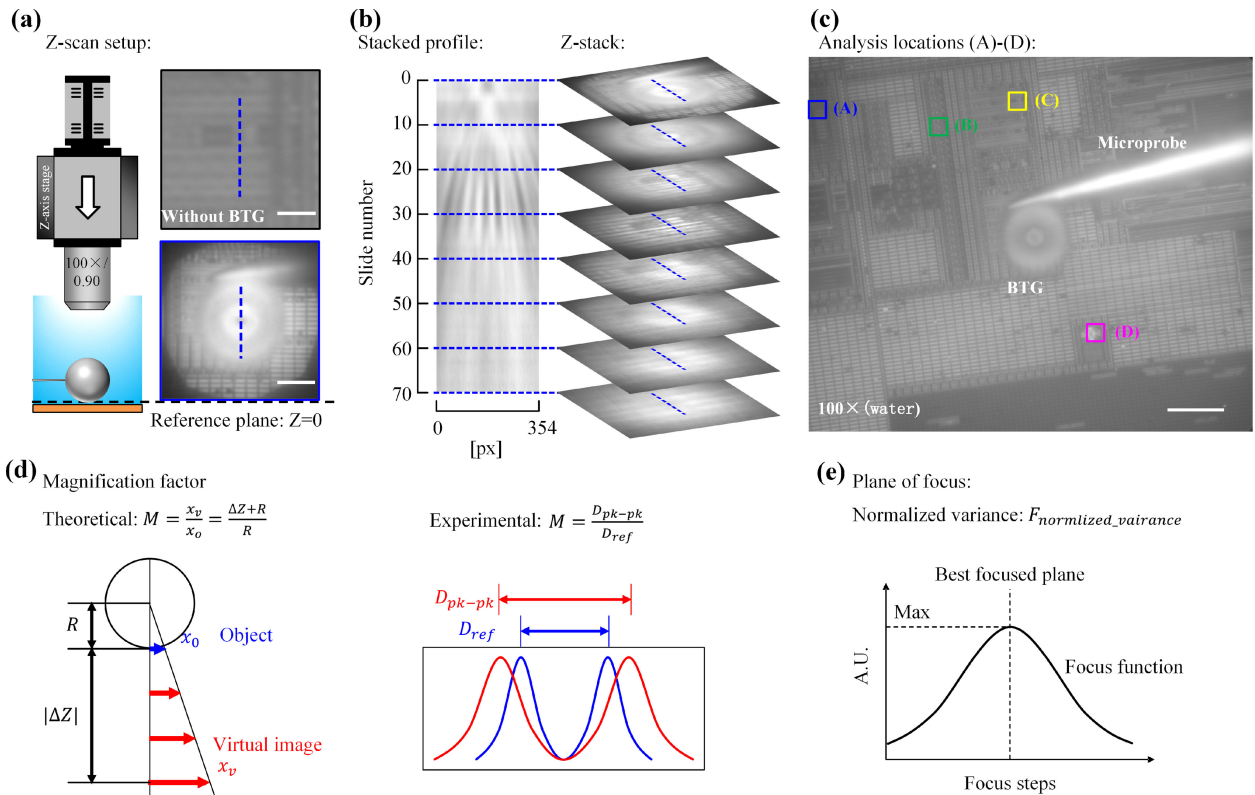 (a)
Z-scan setup:
Z-axis stage
100×/
0.90
Without BTG
Reference plane: Z=0
(b)
Stacked profile:
Z-stack:
Slide number
0
10
20
30
40
50
60
70
0
354
[px]
(c)
Analysis locations (A)-(D):
(A)
(B)
(C)
Microprobe
BTG
(D)
100×(water)
(d)
Magnification factor
Theoretical: M = x_v/x_o = ΔZ+R/R
R
x_0 Object
|ΔZ|
Virtual image
x_v
Experimental: M = D_pk−pk/D_ref
D_pk−pk
D_ref
(e)
Plane of focus:
Normalized variance: F_normlized_vairance
Best focused plane
Max
A.U.
Focus function
Focus steps